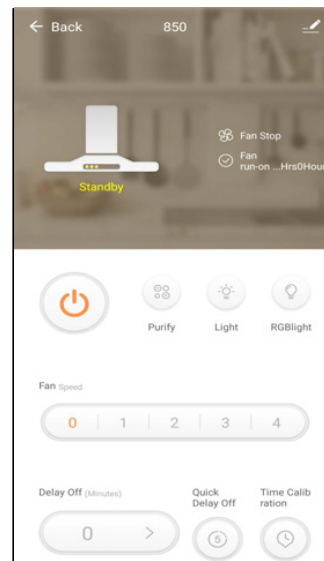 Back
850
Fan Stop
Fan
run-on ...Hrs0Hour
Standby
Purify
Light
RGBlight
Fan Speed
0 1 2 3 4
Delay Off (Minutes)
Quick
Delay Off
Time Calib
ration
0 >
5